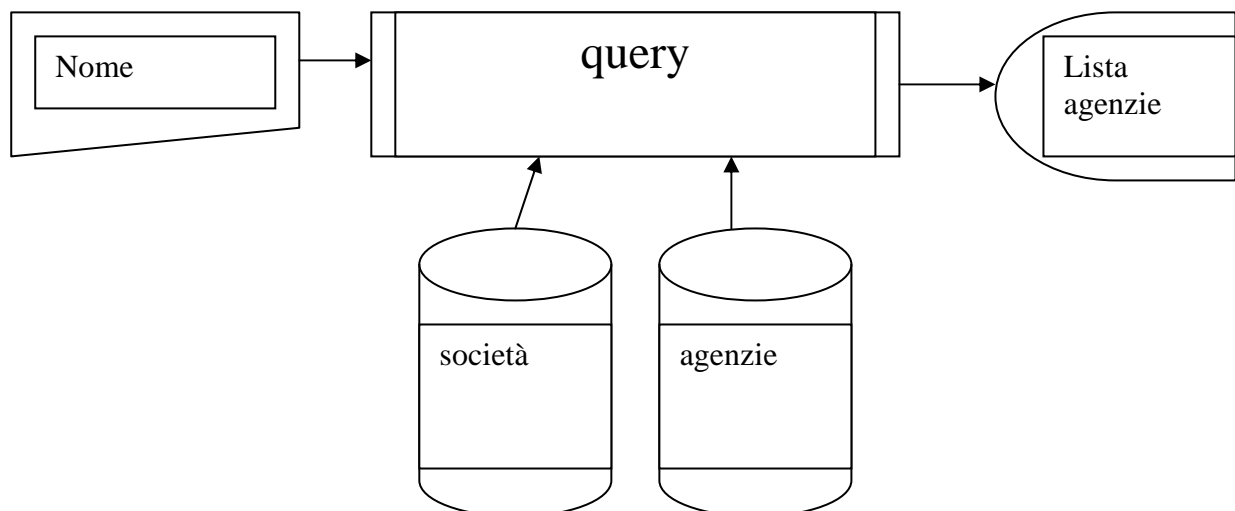 Nome
query
Lista
agenzie
società
agenzie